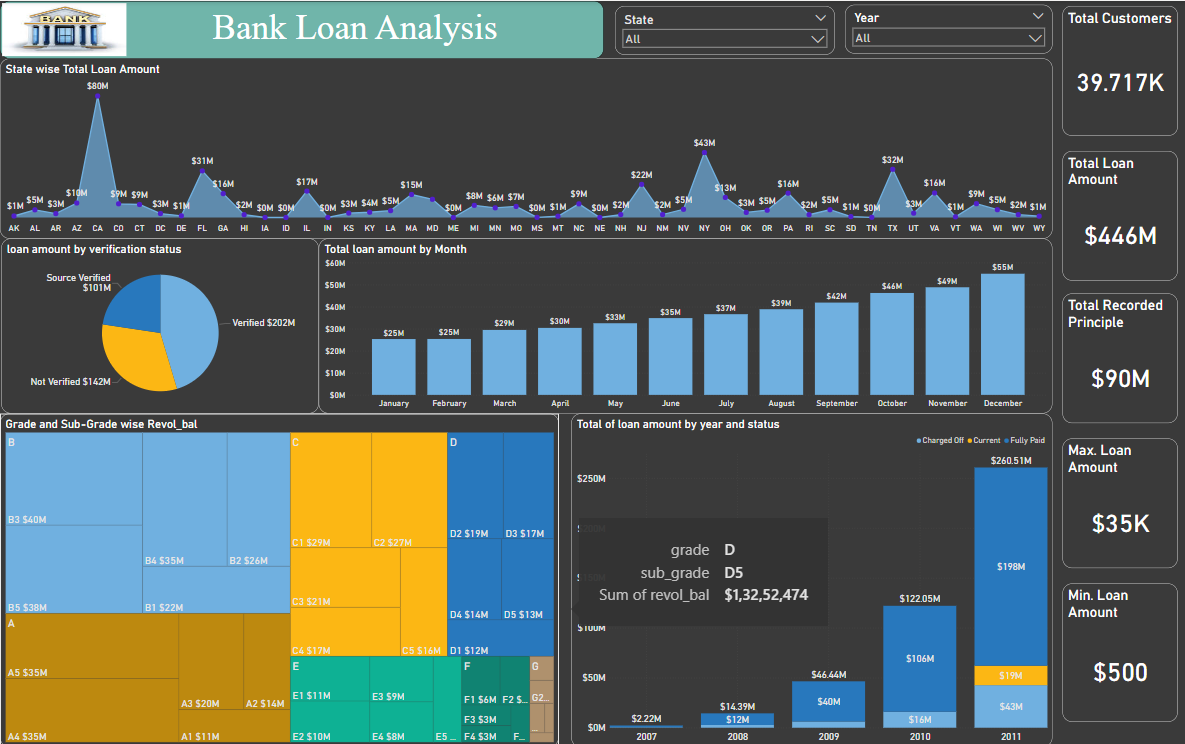 BANK
Bank Loan Analysis
State
All
Year
All
Total Customers
39.717K
State wise Total Loan Amount
$80M
$31M
$43M
$32M
$1M $5M $3M $10M $9M $9M $3M $1M $16M $2M $0M $0M $17M $0M $3M $4M $5M $15M $0M $8M $6M $7M $0M $1M $9M $0M $2M $22M $2M $5M $13M $3M $5M $16M $2M $5M $1M $0M $3M $16M $1M $9M $5M $2M $1M
AK AL AR AZ CA CO CT DC DE FL GA HI IA ID IL IN KS KY LA MA MD ME MI MN MO MS MT NC NE NH NJ NM NV NY OH OK OR PA RI SC SD TN TX UT VA VT WA WI WV WY
Total Loan
Amount
$446M
loan amount by verification status
Source Verified
$101M
Verified $202M
Not Verified $142M
Total loan amount by Month
$60M
$50M
$40M
$30M
$20M
$10M
$0M
$25M $25M $29M $30M $33M $35M $37M $39M $42M $46M $49M $55M
January February March April May June July August September October November December
Total Recorded
Principle
$90M
Grade and Sub-Grade wise Revol_bal
B
B3 $40M
B5 $38M
B4 $35M
B2 $26M
B1 $22M
A
A5 $35M
A4 $35M
A3 $20M
A2 $14M
A1 $11M
C
C1 $29M
C2 $27M
C3 $21M
C4 $17M
C5 $16M
D
D2 $19M
D3 $17M
D4 $14M
D5 $13M
D1 $12M
E
E1 $11M
E2 $10M
E3 $9M
E4 $8M
E5 ...
F
F1 $6M
F2 $...
F3 $3M
F4 $3M
F...
G
G2...
...
Total of loan amount by year and status
Charged Off Current Fully Paid
$250M
$100M
$50M
$0M
grade D
sub_grade D5
Sum of revol_bal $1,32,52,474
$2.22M
$14.39M
$12M
$46.44M
$40M
$122.05M
$106M
$16M
$260.51M
$198M
$19M
$43M
2007 2008 2009 2010 2011
Max. Loan
Amount
$35K
Min. Loan
Amount
$500